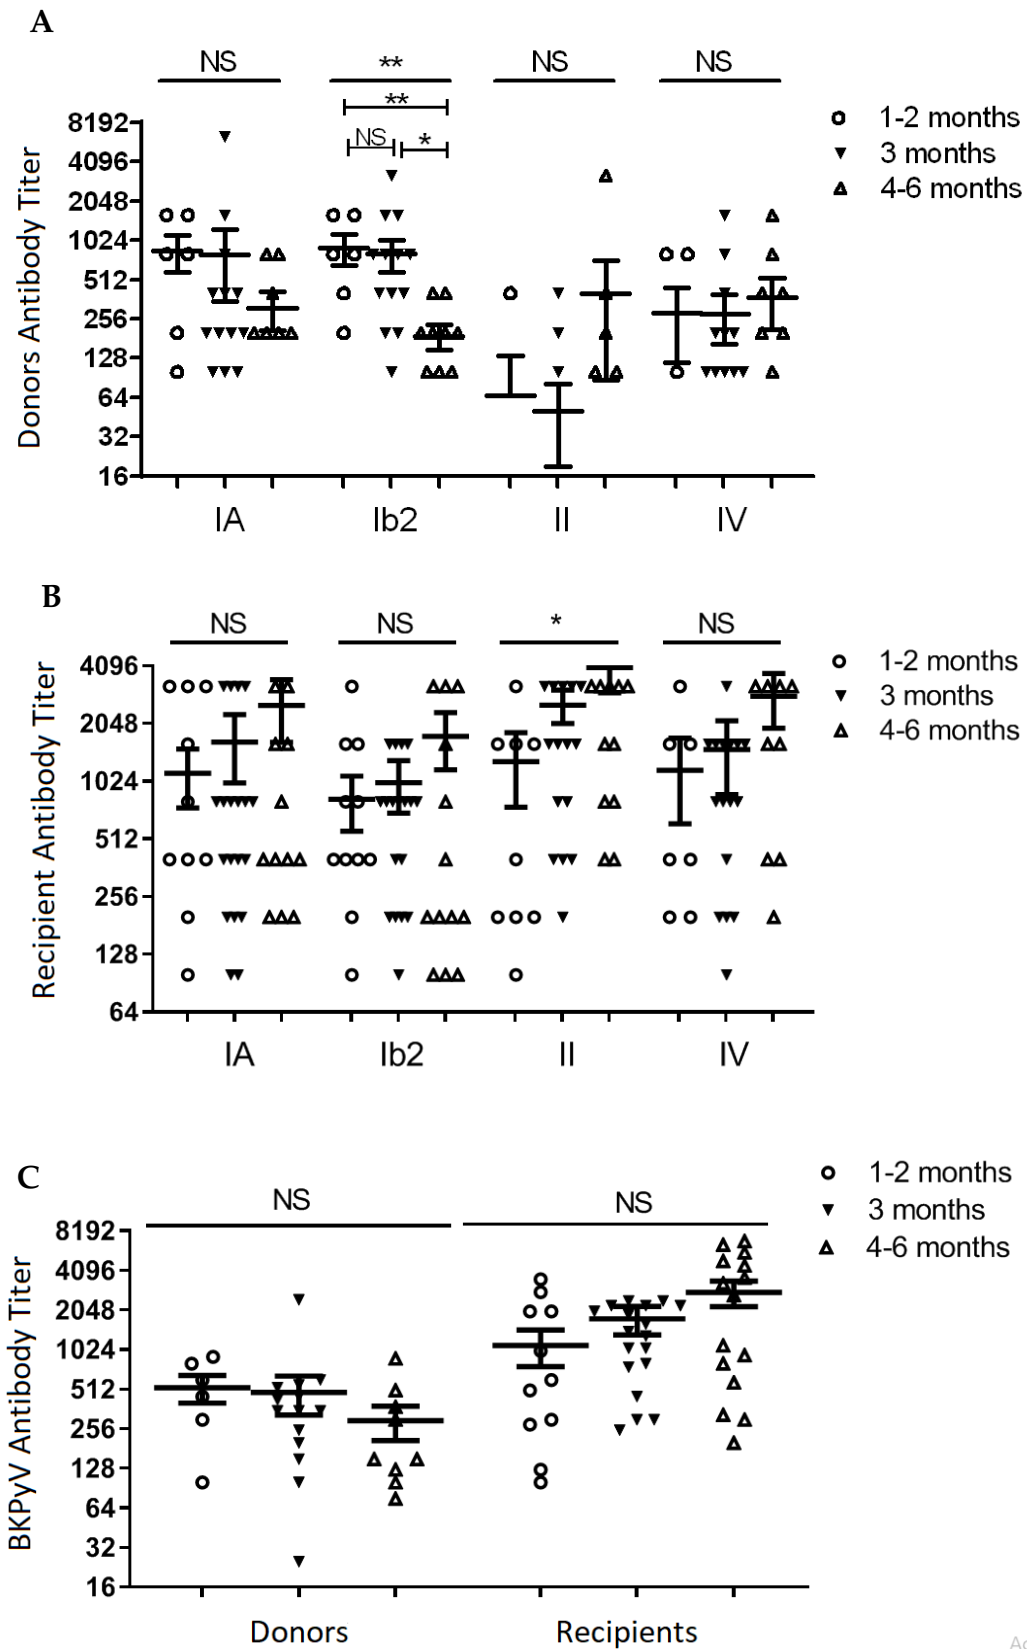 A
NS
**
NS
NS
**
NS
*
1-2 months
3 months
4-6 months
Donors Antibody Titer
8192
4096
2048
1024
512
256
128
64
32
16
IA
Ib2
II
IV
B
NS
NS
*
NS
1-2 months
3 months
4-6 months
Recipient Antibody Titer
4096
2048
1024
512
256
128
64
IA
Ib2
II
IV
C
NS
NS
1-2 months
3 months
4-6 months
BKPyV Antibody Titer
8192
4096
2048
1024
512
256
128
64
32
16
Donors
Recipients
Ac